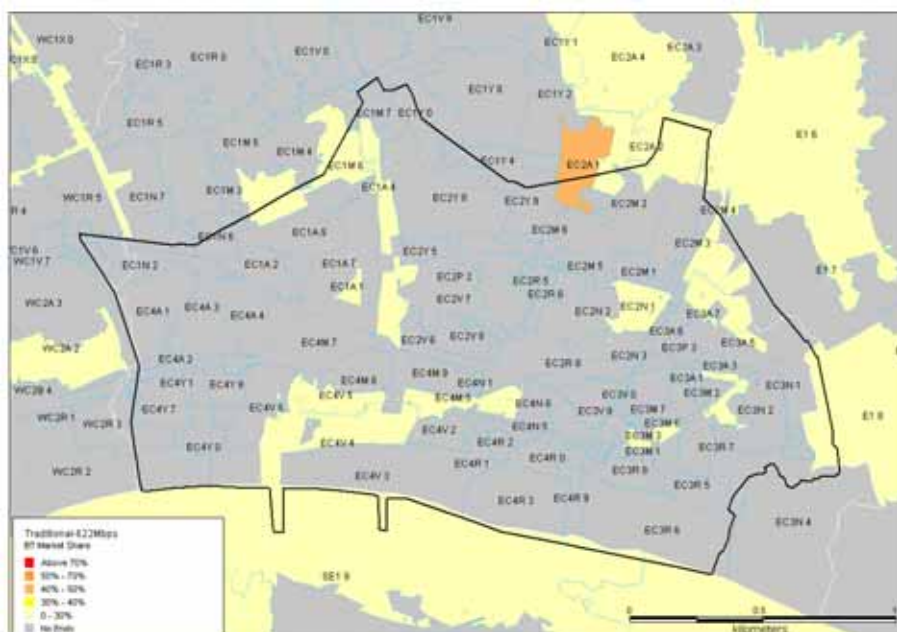 EC1V 9
WC1X 0
EC1R 3
EC1R 0
EC1V 0
EC1Y 1
EC2A 4
EC2A 3
EC1Y 8
EC1Y 2
EC1M 7
EC1Y 0
EC1R 5
E1 6
EC1M 5
EC1M 4
EC1M 6
EC1Y 4
EC2A 1
EC2A 2
EC1M 3
EC1A 4
WC1R 5
EC1N 7
EC2Y 8
EC2Y 9
EC2M 2
EC2M 4
EC1N 6
EC1A 9
EC2M 6
EC2M 3
WC1V 7
EC1N 2
EC1A 2
EC1A 7
EC2Y 5
EC2M 5
EC2M 1
E1 7
EC1A 1
EC2P 2
EC2R 5
EC2R 6
WC2A 3
EC2V 7
EC2N 2
EC2N 1
EC4A 1
EC4A 3
EC4A 4
EC3A 7
EC3A 6
EC2V 6
EC2V 8
EC3A 5
WC2A 2
EC4M 7
EC3P 3
EC4A 2
EC2R 8
EC2N 3
EC3A 3
EC4M 8
EC4M 9
EC4N 1
EC3A 1
WC2B 4
EC4Y 1
EC4Y 8
EC3N 1
EC4V 5
EC4M 5
EC4N 6
EC3V 0
EC3M 2
WC2R 1
WC2R 3
EC4Y 7
EC4V 6
EC3V 9
EC3M 7
EC3N 2
E1 8
EC4V 2
EC4N 5
EC3M 6
EC4Y 0
EC4V 4
EC4R 2
EC3M 3
EC3M 1
EC3R 7
WC2R 2
EC4R 1
EC4R 0
EC3R 8
EC4V 3
EC3R 5
EC4R 3
EC4R 9
EC3R 6
EC3N 4
SE1 9
Traditional-622Mbps
BT Market Share
Above 70%
50% - 70%
40% - 50%
30% - 40%
0 - 30%
No Ends
0 0.5
kilometers